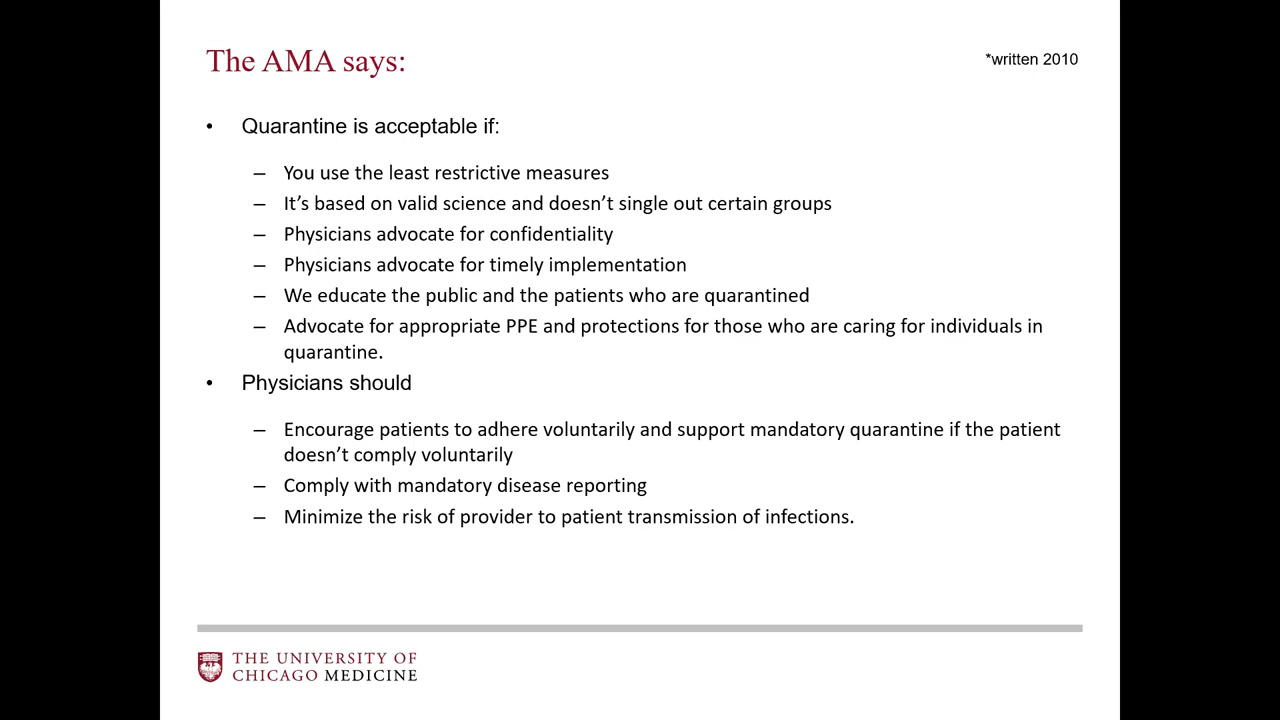 The AMA says:
*written 2010
• Quarantine is acceptable if:
– You use the least restrictive measures
– It’s based on valid science and doesn’t single out certain groups
– Physicians advocate for confidentiality
– Physicians advocate for timely implementation
– We educate the public and the patients who are quarantined
– Advocate for appropriate PPE and protections for those who are caring for individuals in
quarantine.
• Physicians should
– Encourage patients to adhere voluntarily and support mandatory quarantine if the patient
doesn’t comply voluntarily
– Comply with mandatory disease reporting
– Minimize the risk of provider to patient transmission of infections.
THE UNIVERSITY OF
CHICAGO MEDICINE